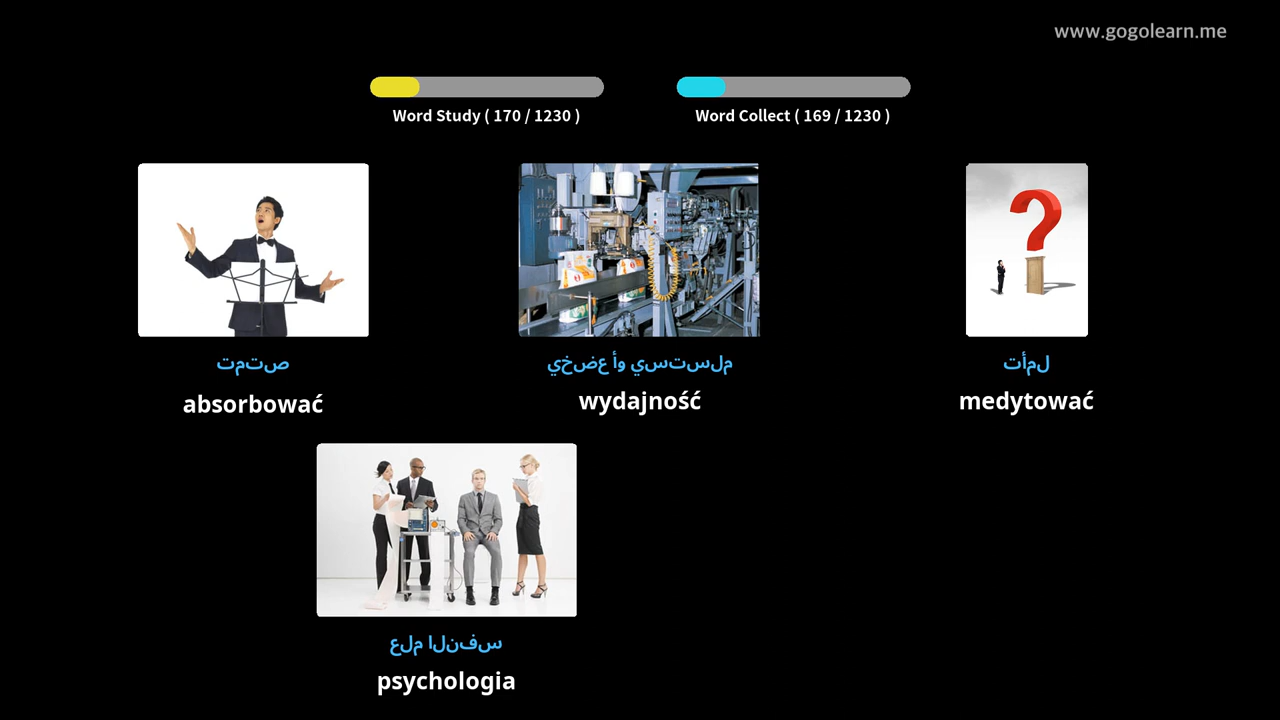 www.gogolearn.me
Word Study ( 170 / 1230 )
Word Collect ( 169 / 1230 )
تمتص
absorbować
يخضع أو يستسلم
wydajność
تأمل
medytować
علم النفس
psychologia